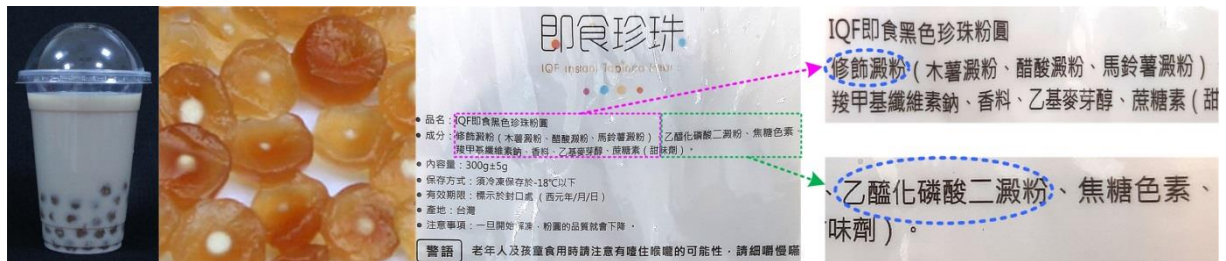 即食珍珠
IQF Instant Tapioca Pearl
● 品名：IQF即食黑色珍珠粉圓
● 成分：修飾澱粉（木薯澱粉、醋酸澱粉、馬鈴薯澱粉）、乙醯化磷酸二澱粉、焦糖色素
羧甲基纖維素鈉、香料、乙基麥芽醇、蔗糖素（甜味劑）。
● 內容量：300g±5g
● 保存方式：須冷凍保存於-18℃以下
● 有效期限：標示於封口處（西元年/月/日）
● 產地：台灣
● 注意事項：一旦開始解凍，粉圓的品質就會下降。
警語 老年人及孩童食用時請注意有噎住喉嚨的可能性，請細嚼慢嚥
IQF即食黑色珍珠粉圓
修飾澱粉（木薯澱粉、醋酸澱粉、馬鈴薯澱粉）
羧甲基纖維素鈉、香料、乙基麥芽醇、蔗糖素（甜
乙醯化磷酸二澱粉、焦糖色素、
味劑）。